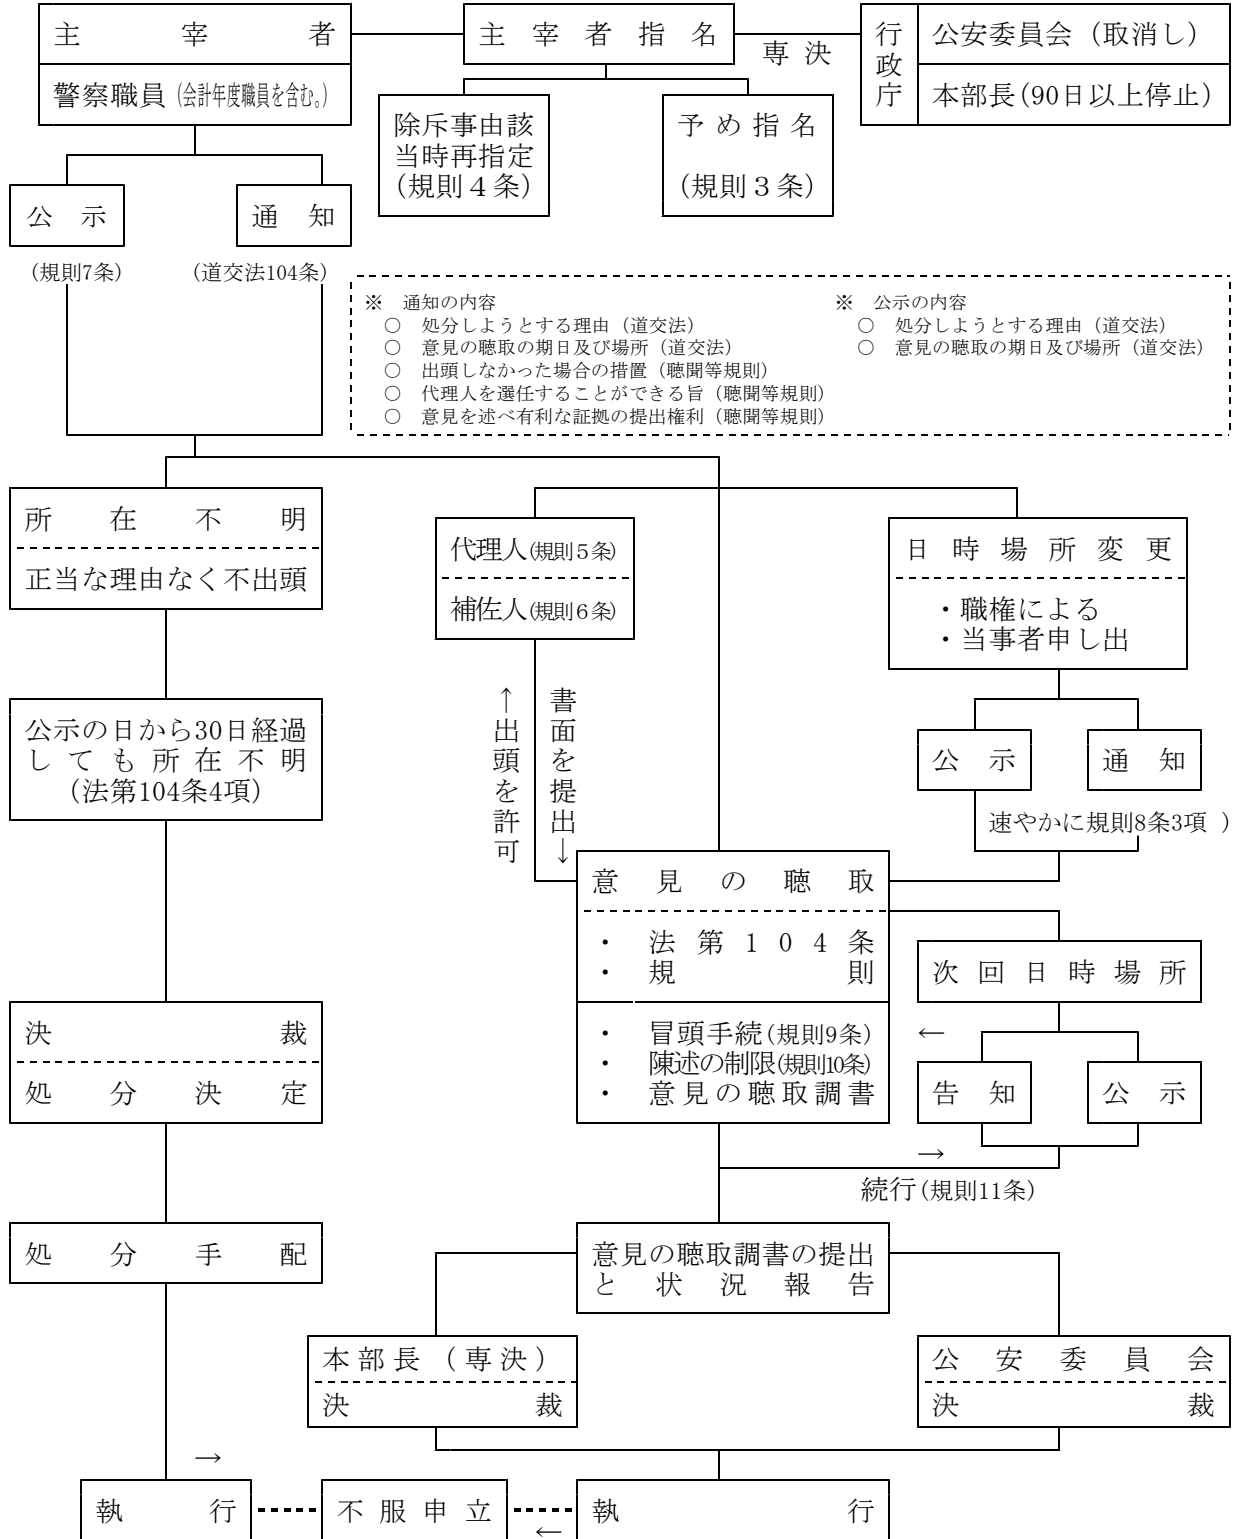 主宰者
警察職員(会計年度職員を含む。)
主宰者指名
専決
行政庁
公安委員会(取消し)
本部長(90日以上停止)
除斥事由該
当時再指定
(規則4条)
予め指名
(規則3条)
公示
通知
(規則7条)
(道交法104条)
※ 通知の内容
○ 処分しようとする理由(道交法)
○ 意見の聴取の期日及び場所(道交法)
○ 出頭しなかった場合の措置(聴聞等規則)
○ 代理人を選任することができる旨(聴聞等規則)
○ 意見を述べ有利な証拠の提出権利(聴聞等規則)
※ 公示の内容
○ 処分しようとする理由(道交法)
○ 意見の聴取の期日及び場所(道交法)
所在不明
正当な理由なく不出頭
代理人(規則5条)
補佐人(規則6条)
日時場所変更
・職権による
・当事者申し出
公示の日から30日経過
しても所在不明
(法第104条4項)
↑出頭を許可
書面を提出↓
公示
通知
速やかに規則8条3項 )
意見の聴取
・ 法第104条
・ 規則
・ 冒頭手続(規則9条)
・ 陳述の制限(規則10条)
・ 意見の聴取調書
次回日時場所
←
告知
公示
→
続行(規則11条)
決裁
処分決定
処分手配
意見の聴取調書の提出
と状況報告
本部長(専決)
決裁
公安委員会
決裁
→
執行
不服申立
←
執行